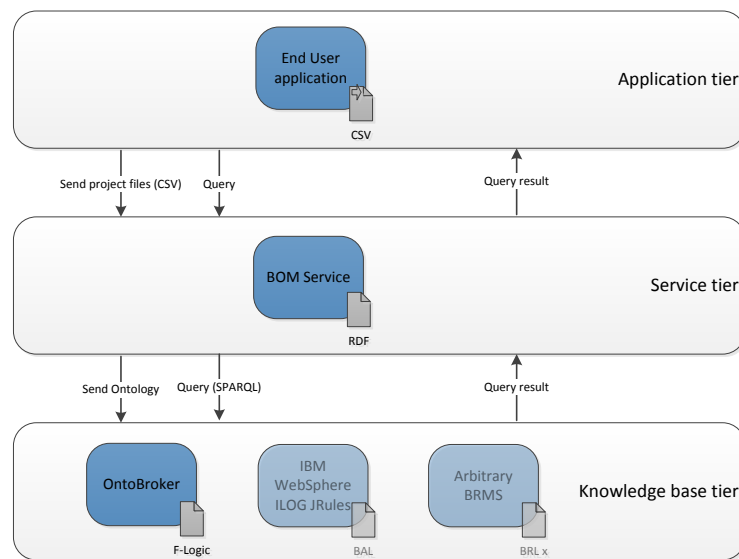 End User
application
Application tier
CSV
Send project files (CSV)
Query
Query result
BOM Service
Service tier
RDF
Send Ontology
Query (SPARQL)
Query result
OntoBroker
IBM
WebSphere
ILOG JRules
Arbitrary
BRMS
Knowledge base tier
F-Logic
BAL
BRL x